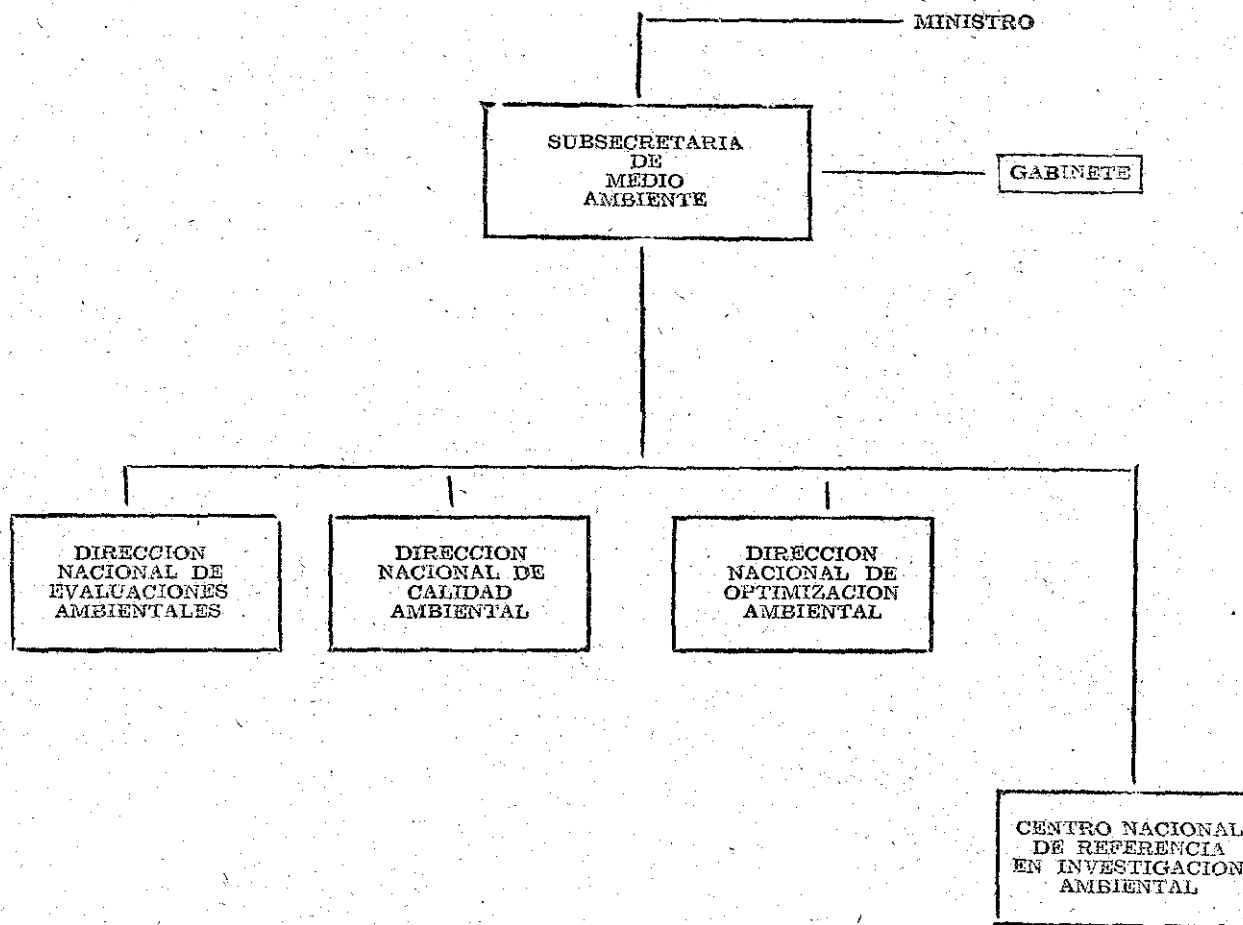 MINISTRO
SUBSECRETARIA
DE
MEDIO
AMBIENTE
GABINETE
DIRECCION
NACIONAL DE
EVALUACIONES
AMBIENTALES
DIRECCION
NACIONAL DE
CALIDAD
AMBIENTAL
DIRECCION
NACIONAL DE
OPTIMIZACION
AMBIENTAL
CENTRO NACIONAL
DE REFERENCIA
EN INVESTIGACION
AMBIENTAL